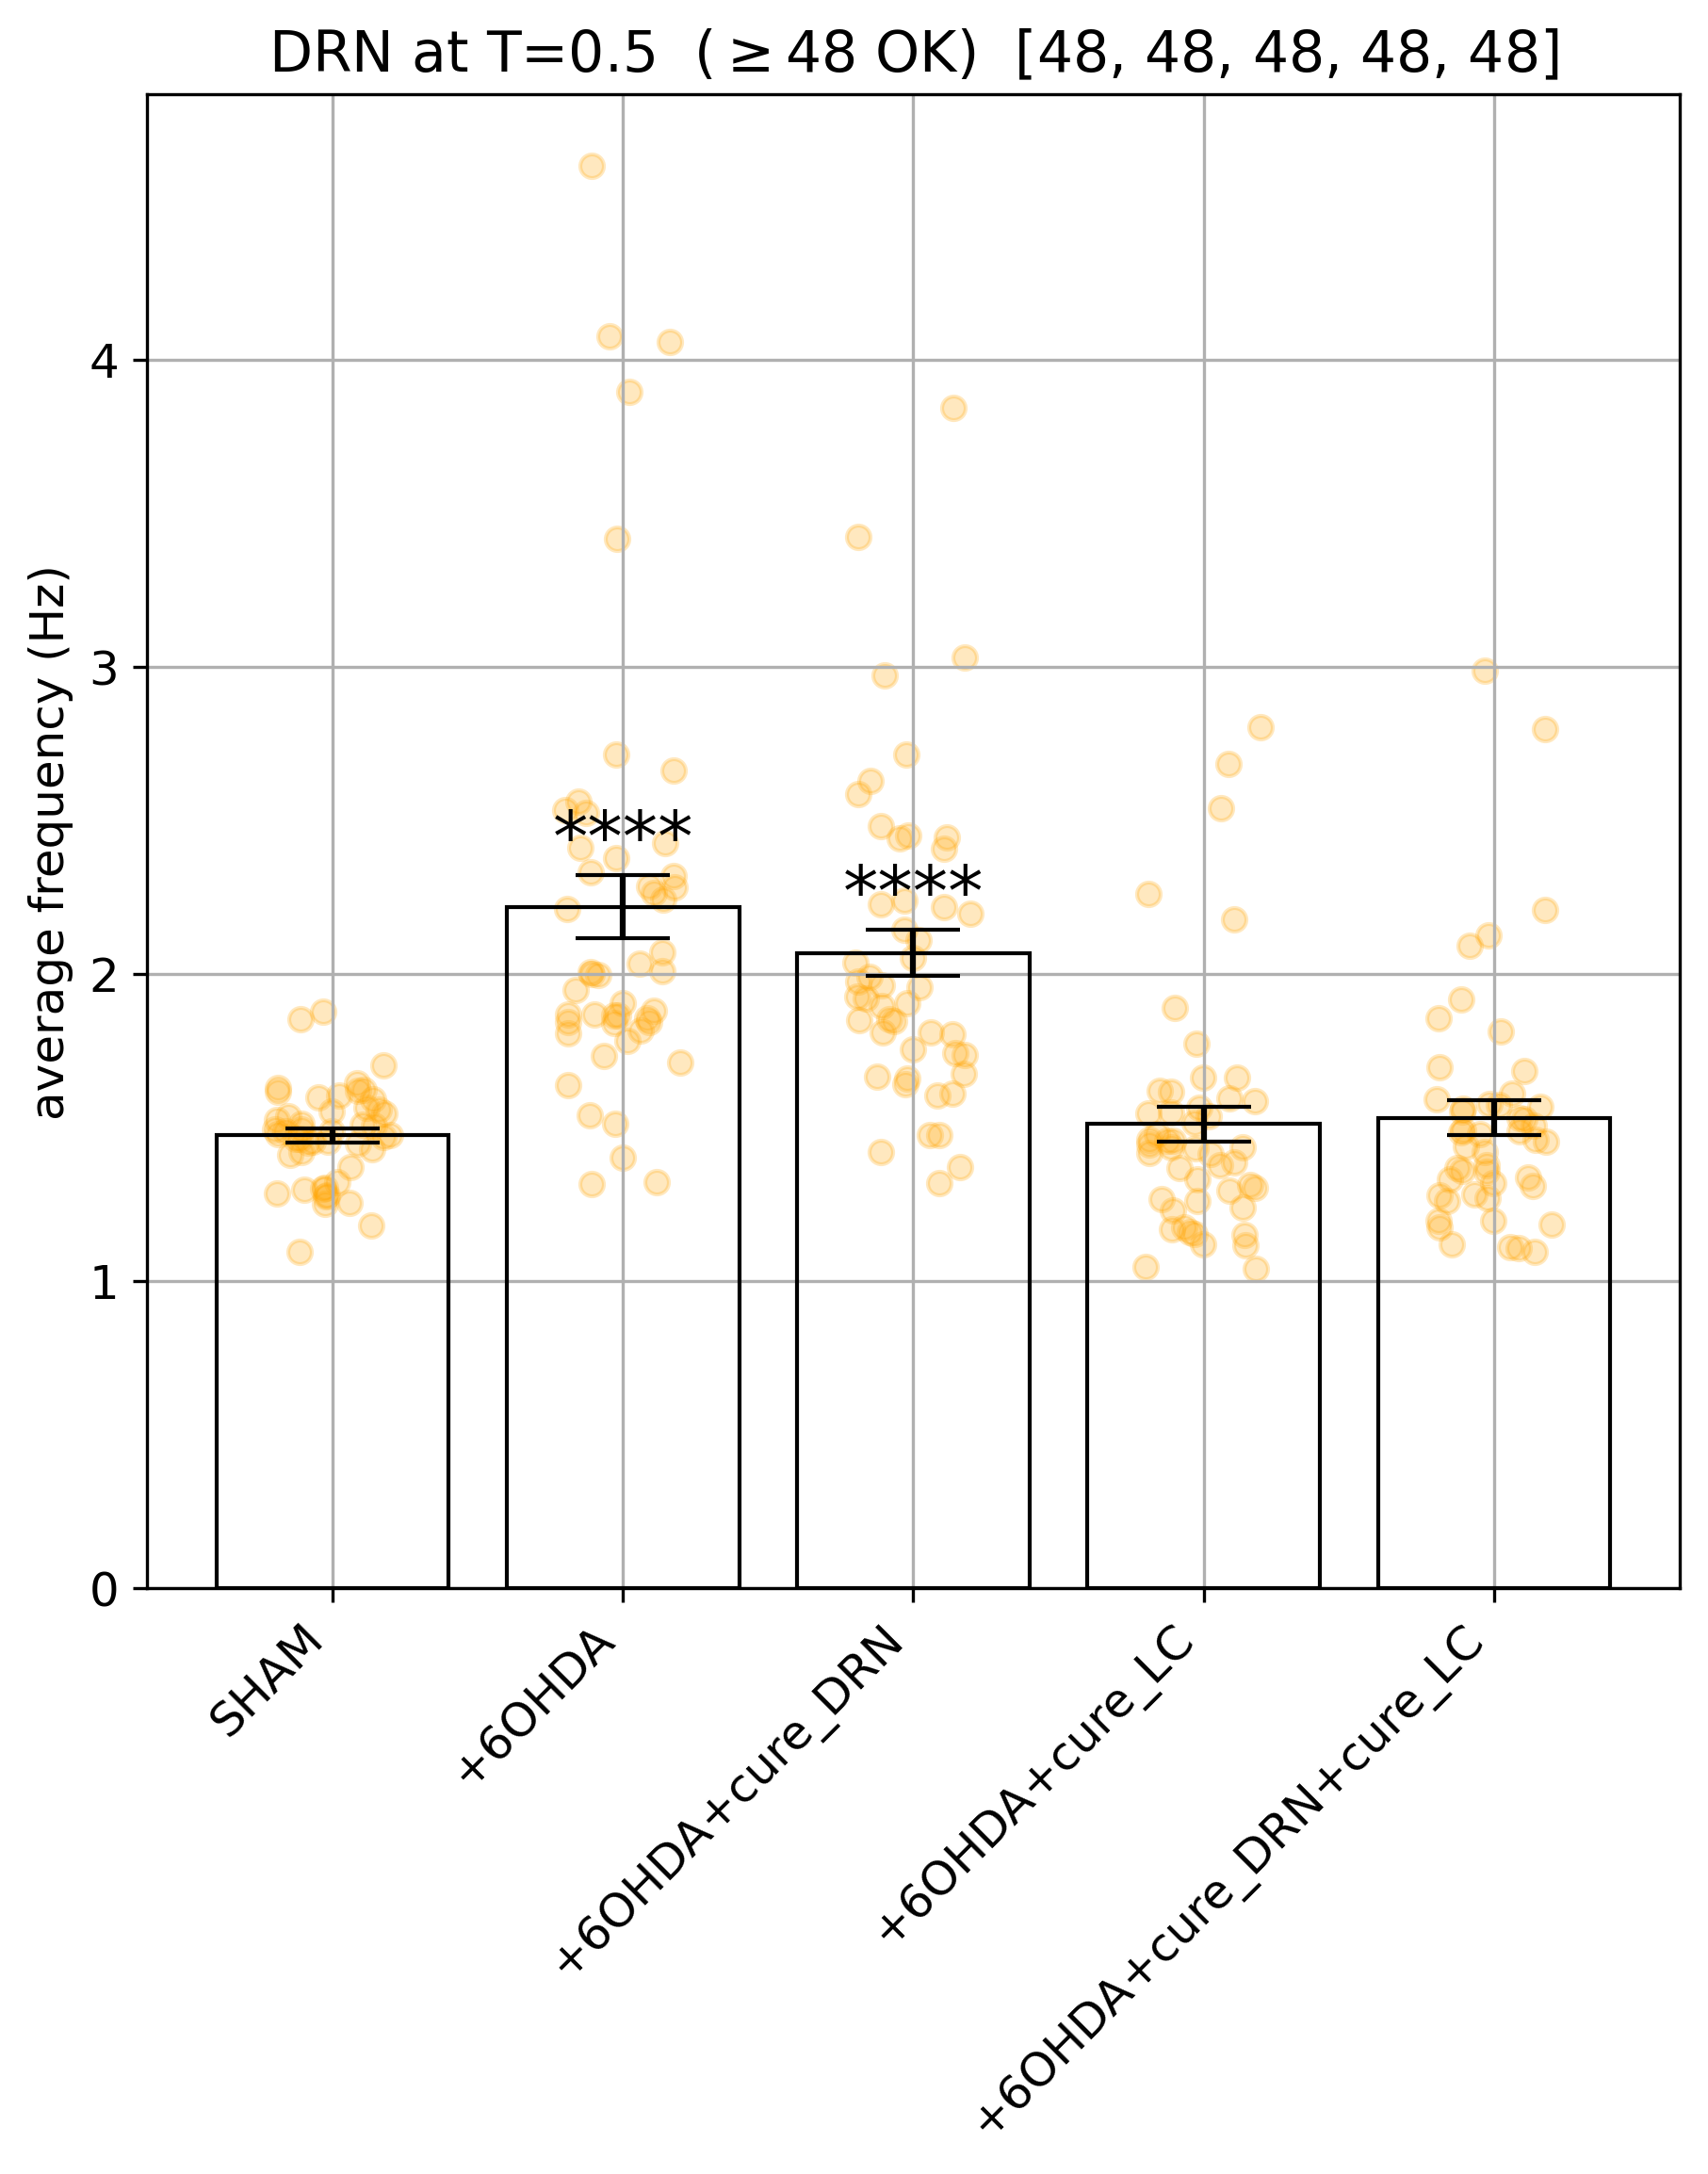 DRN at T=0.5 (≥48 OK) [48, 48, 48, 48, 48]
average frequency (Hz)
4
3
2
1
0
****
****
SHAM
+6OHDA
+6OHDA+cure_DRN
+6OHDA+cure_LC
+6OHDA+cure_DRN+cure_LC